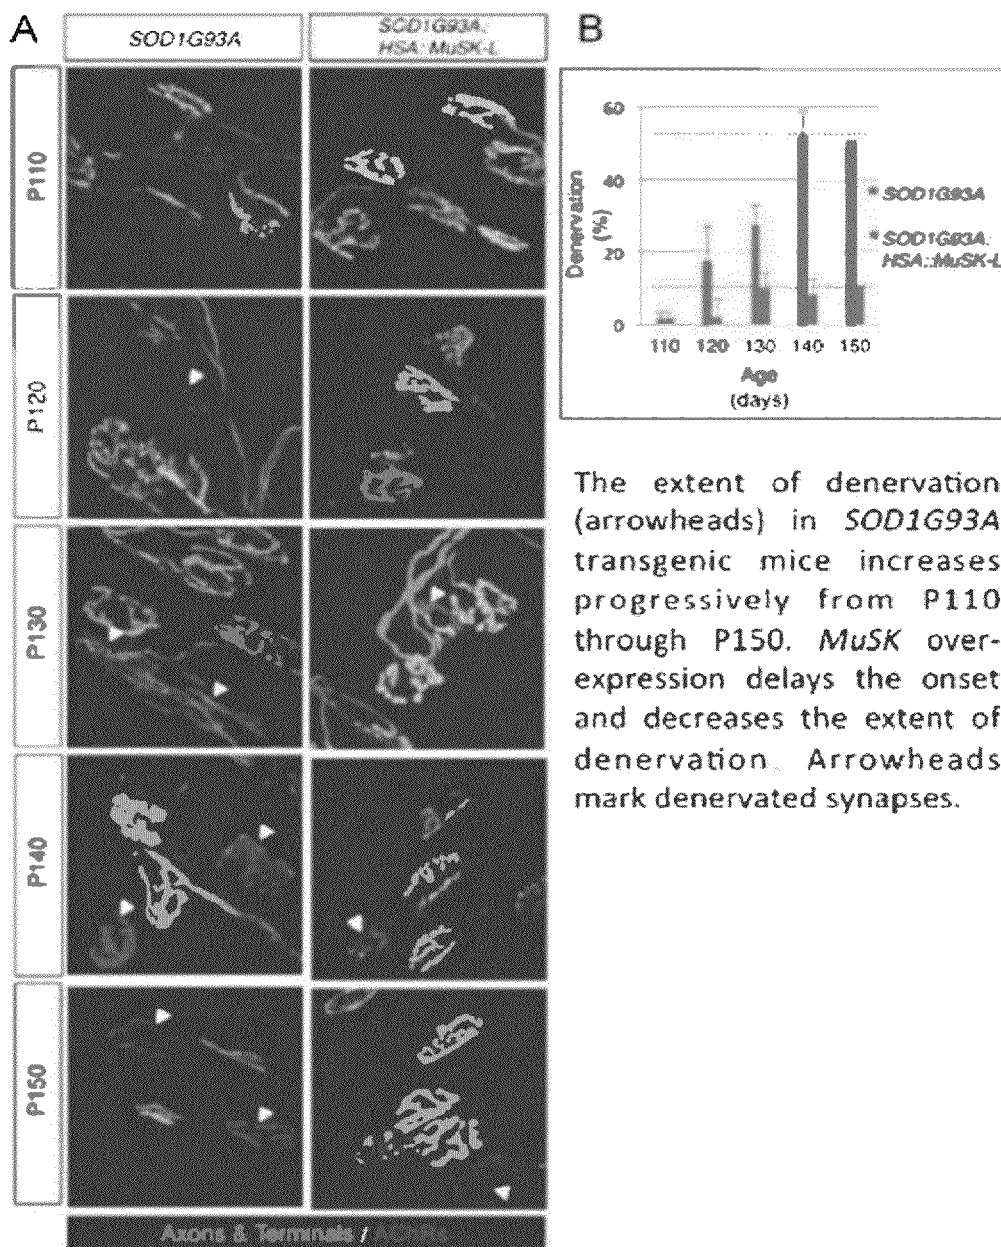 A
SOD1G93A
SOD1G93A;
HSA::MuSK-L
P110
P120
P130
P140
P150
Axons & Terminals / AChRs
B
60
40
20
0
Denervation
(%)
110 120 130 140 150
Age
(days)
SOD1G93A
SOD1G93A;
HSA::MuSK-L
The extent of denervation
(arrowheads) in SOD1G93A
transgenic mice increases
progressively from P110
through P150. MuSK over-
expression delays the onset
and decreases the extent of
denervation. Arrowheads
mark denervated synapses.